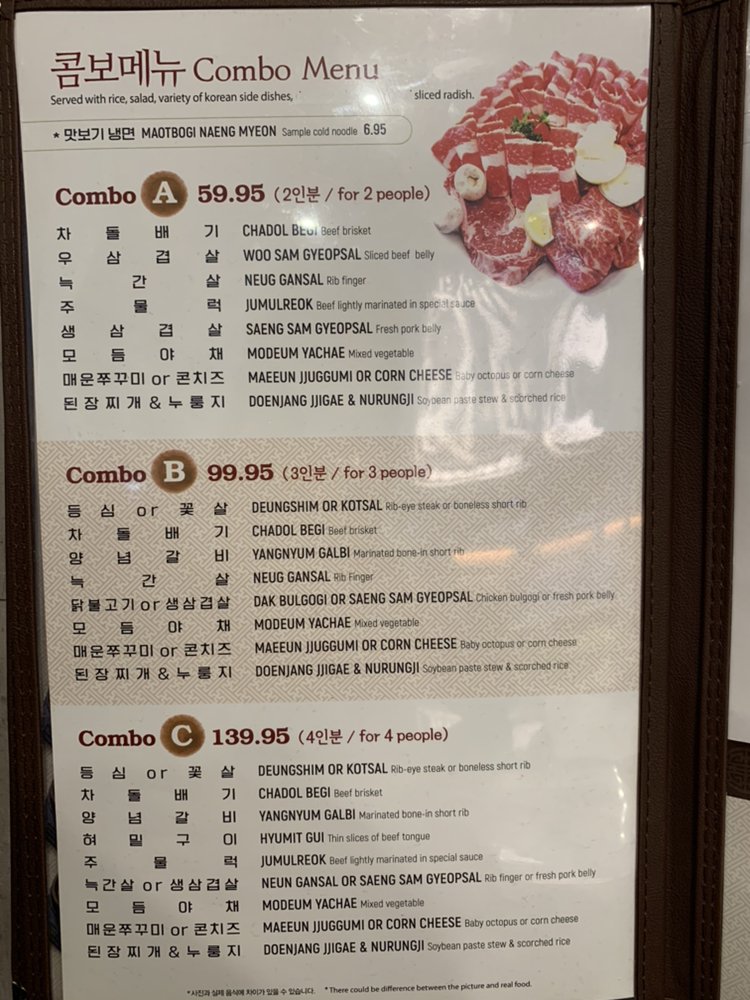 콤보메뉴 Combo Menu
Served with rice, salad, variety of korean side dishes, sliced radish.
* 맛보기 냉면 MAOTBOGI NAENG MYEON Sample cold noodle 6.95
Combo A 59.95 (2인분 / for 2 people)
차돌배기 CHADOL BEGI Beef brisket
우삼겹살 WOO SAM GYEOPSAL Sliced beef belly
늑간살 NEUG GANSAL Rib finger
주물럭 JUMULREOK Beef lightly marinated in special sauce
생삼겹살 SAENG SAM GYEOPSAL Fresh pork belly
모듬야채 MODEUM YACHAE Mixed vegetable
매운쭈꾸미 or 콘치즈 MAEEUN JJUGGUMI OR CORN CHEESE Baby octopus or corn cheese
된장찌개 & 누룽지 DOENJANG JJIGAE & NURUNGJI Soybean paste stew & scorched rice
Combo B 99.95 (3인분 / for 3 people)
등심 or 꽃살 DEUNGSHIM OR KOTSAL Rib-eye steak or boneless short rib
차돌배기 CHADOL BEGI Beef brisket
양념갈비 YANGNYUM GALBI Marinated bone-in short rib
늑간살 NEUG GANSAL Rib Finger
닭불고기 or 생삼겹살 DAK BULGOGI OR SAENG SAM GYEOPSAL Chicken bulgogi or fresh pork belly
모듬야채 MODEUM YACHAE Mixed vegetable
매운쭈꾸미 or 콘치즈 MAEEUN JJUGGUMI OR CORN CHEESE Baby octopus or corn cheese
된장찌개 & 누룽지 DOENJANG JJIGAE & NURUNGJI Soybean paste stew & scorched rice
Combo C 139.95 (4인분 / for 4 people)
등심 or 꽃살 DEUNGSHIM OR KOTSAL Rib-eye steak or boneless short rib
차돌배기 CHADOL BEGI Beef brisket
양념갈비 YANGNYUM GALBI Marinated bone-in short rib
혀밑구이 HYUMIT GUI Thin slices of beef tongue
주물럭 JUMULREOK Beef lightly marinated in special sauce
늑간살 or 생삼겹살 NEUN GANSAL OR SAENG SAM GYEOPSAL Rib finger or fresh pork belly
모듬야채 MODEUM YACHAE Mixed vegetable
매운쭈꾸미 or 콘치즈 MAEEUN JJUGGUMI OR CORN CHEESE Baby octopus or corn cheese
된장찌개 & 누룽지 DOENJANG JJIGAE & NURUNGJI Soybean paste stew & scorched rice
*사진과 실제 음식에 차이가 있을 수 있습니다. *There could be difference between the picture and real food.